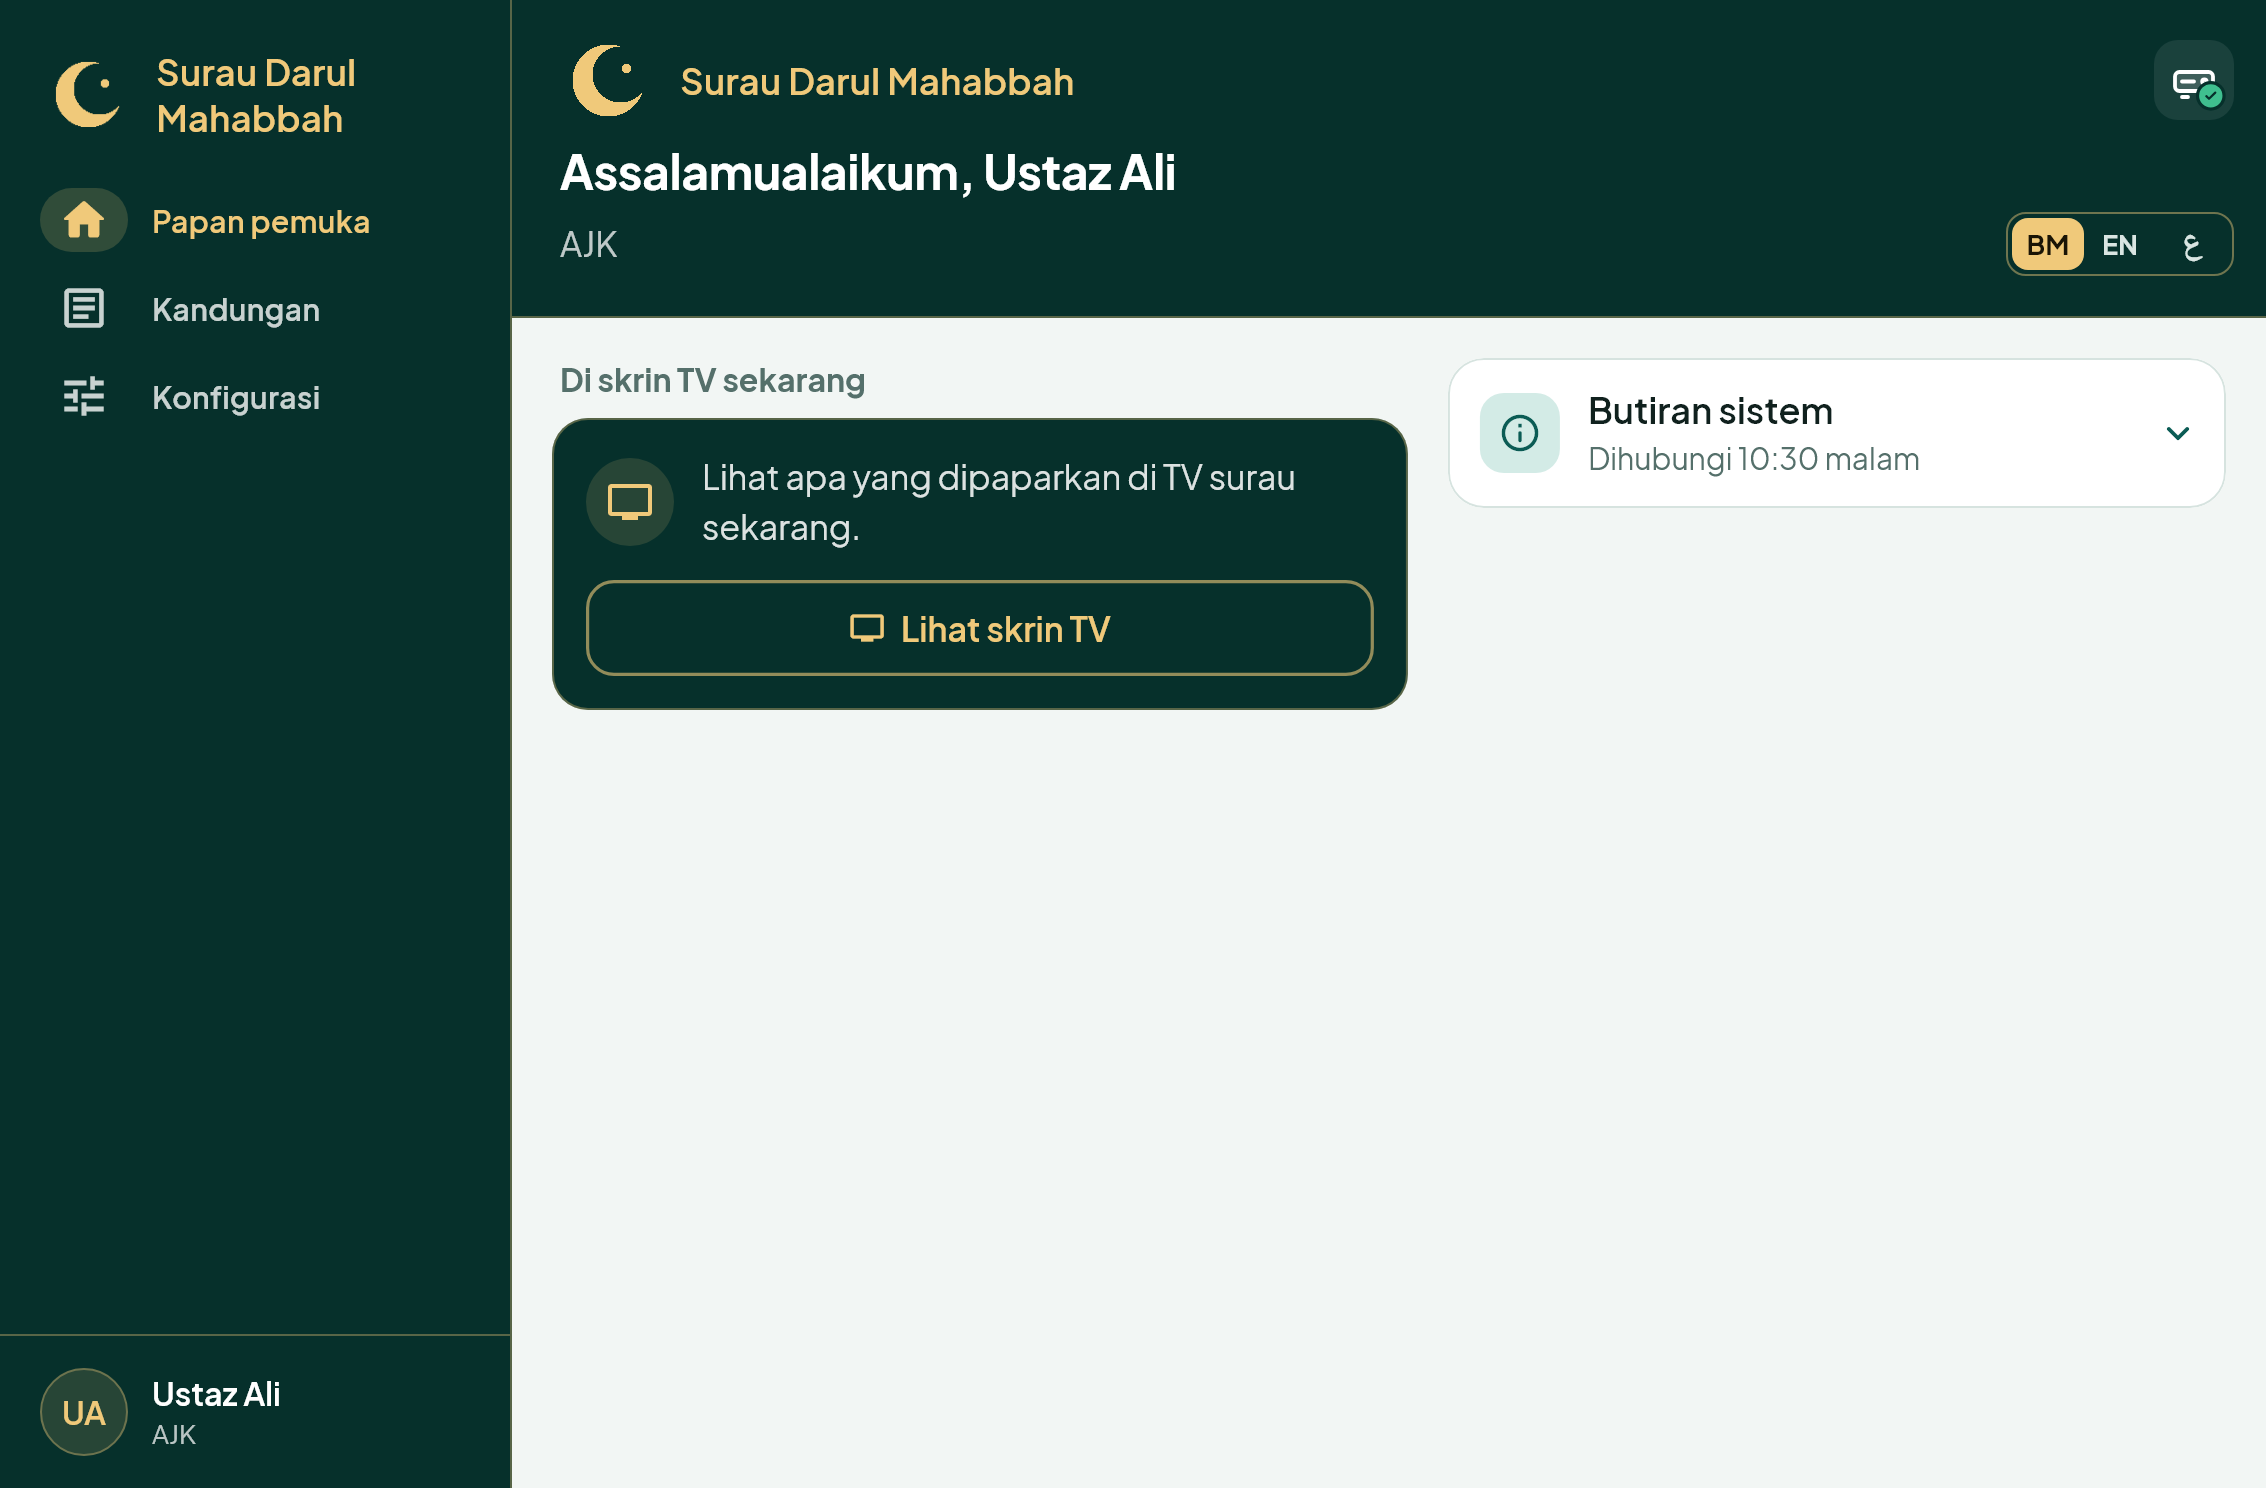 Surau Darul
Mahabbah
Papan pemuka
Kandungan
Konfigurasi
Ustaz Ali
AJK
UA
Surau Darul Mahabbah
Assalamualaikum, Ustaz Ali
AJK
BM EN ع
Di skrin TV sekarang
Lihat apa yang dipaparkan di TV surau
sekarang.
Lihat skrin TV
Butiran sistem
Dihubungi 10:30 malam